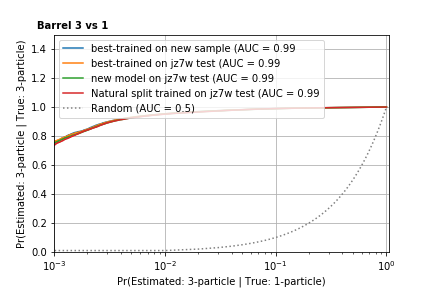 Barrel 3 vs 1
best-trained on new sample (AUC = 0.99
best-trained on jz7w test (AUC = 0.99
new model on jz7w test (AUC = 0.99
Natural split trained on jz7w test (AUC = 0.99
Random (AUC = 0.5)
Pr(Estimated: 3-particle | True: 3-particle)
1.4
1.2
1.0
0.8
0.6
0.4
0.2
0.0
10⁻³
10⁻²
10⁻¹
10⁰
Pr(Estimated: 3-particle | True: 1-particle)